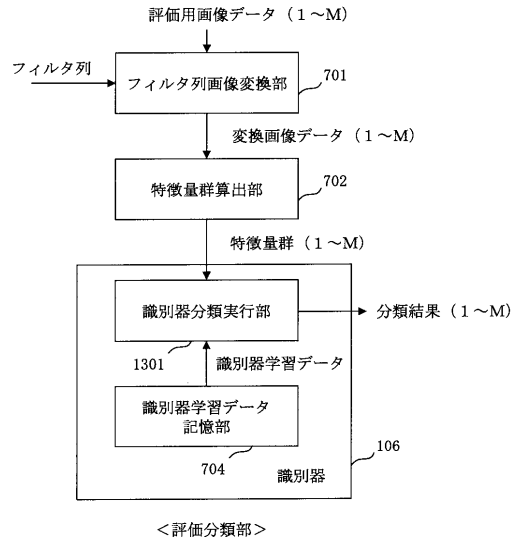 評価用画像データ（１～M）
フィルタ列
フィルタ列画像変換部
701
変換画像データ（１～M）
特徴量群算出部
702
特徴量群（１～M）
識別器分類実行部
分類結果（１～M）
1301
識別器学習データ
識別器学習データ
記憶部
704
識別器
106
＜評価分類部＞